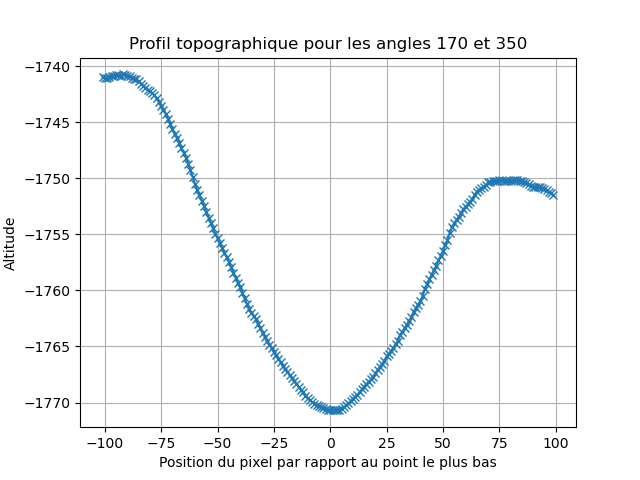 Profil topographique pour les angles 170 et 350
−1740
−1745
−1750
−1755
−1760
−1765
−1770
Altitude
−100 −75 −50 −25 0 25 50 75 100
Position du pixel par rapport au point le plus bas